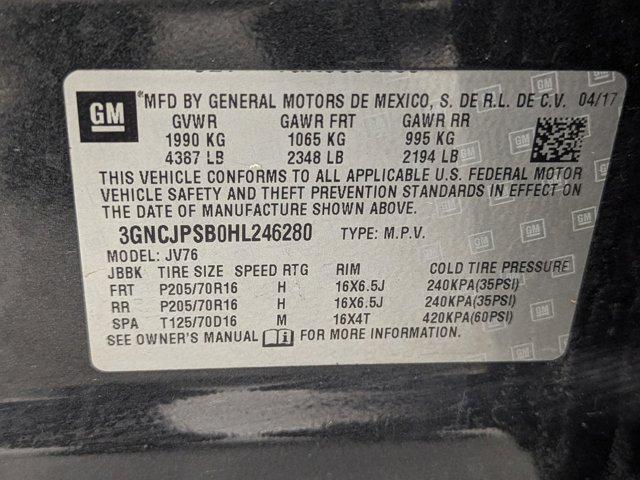 GM
MFD BY GENERAL MOTORS DE MEXICO, S. DE R.L. DE C.V. 04/17
GVWR GAWR FRT GAWR RR
1990 KG 1065 KG 995 KG
4387 LB 2348 LB 2194 LB
THIS VEHICLE CONFORMS TO ALL APPLICABLE U.S. FEDERAL MOTOR
VEHICLE SAFETY AND THEFT PREVENTION STANDARDS IN EFFECT ON
THE DATE OF MANUFACTURE SHOWN ABOVE.
3GNCJPSB0HL246280 TYPE: M.P.V.
MODEL: JV76
JBBK TIRE SIZE SPEED RTG RIM COLD TIRE PRESSURE
FRT P205/70R16 H 16X6.5J 240KPA(35PSI)
RR P205/70R16 H 16X6.5J 240KPA(35PSI)
SPA T125/70D16 M 16X4T 420KPA(60PSI)
SEE OWNER'S MANUAL FOR MORE INFORMATION.